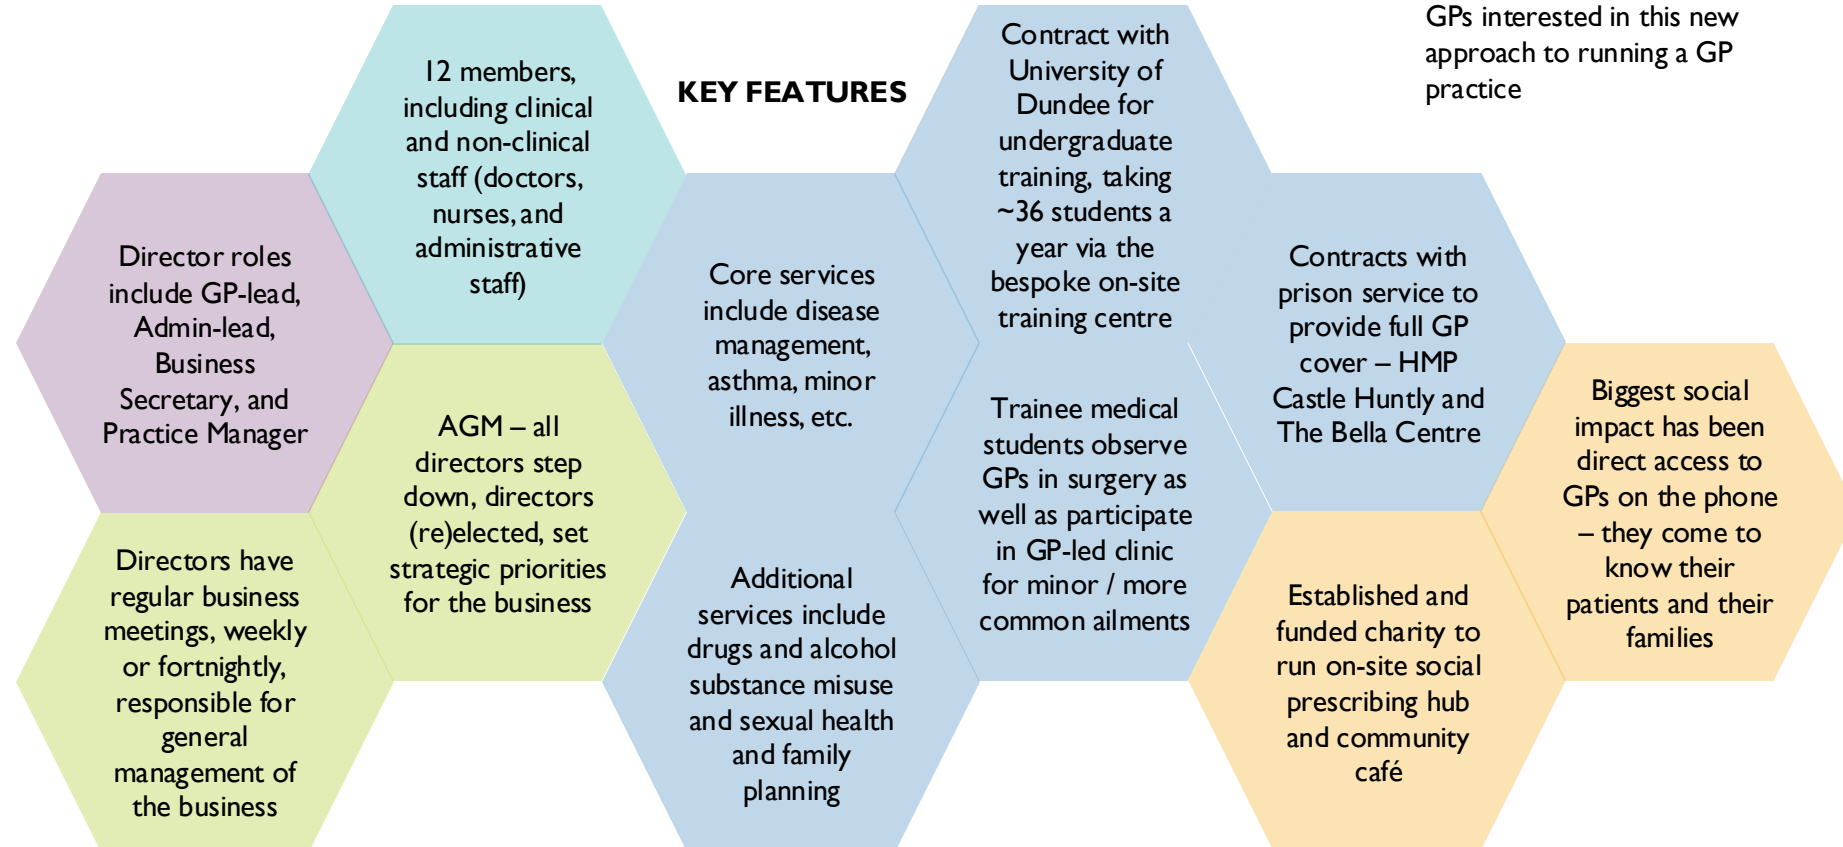 GPs interested in this new
approach to running a GP
practice
KEY FEATURES
Director roles
include GP-lead,
Admin-lead,
Business
Secretary, and
Practice Manager
Directors have
regular business
meetings, weekly
or fortnightly,
responsible for
general
management of
the business
12 members,
including clinical
and non-clinical
staff (doctors,
nurses, and
administrative
staff)
AGM – all
directors step
down, directors
(re)elected, set
strategic priorities
for the business
Core services
include disease
management,
asthma, minor
illness, etc.
Additional
services include
drugs and alcohol
substance misuse
and sexual health
and family
planning
Contract with
University of
Dundee for
undergraduate
training, taking
~36 students a
year via the
bespoke on-site
training centre
Trainee medical
students observe
GPs in surgery as
well as participate
in GP-led clinic
for minor / more
common ailments
Contracts with
prison service to
provide full GP
cover – HMP
Castle Huntly and
The Bella Centre
Established and
funded charity to
run on-site social
prescribing hub
and community
café
Biggest social
impact has been
direct access to
GPs on the phone
– they come to
know their
patients and their
families